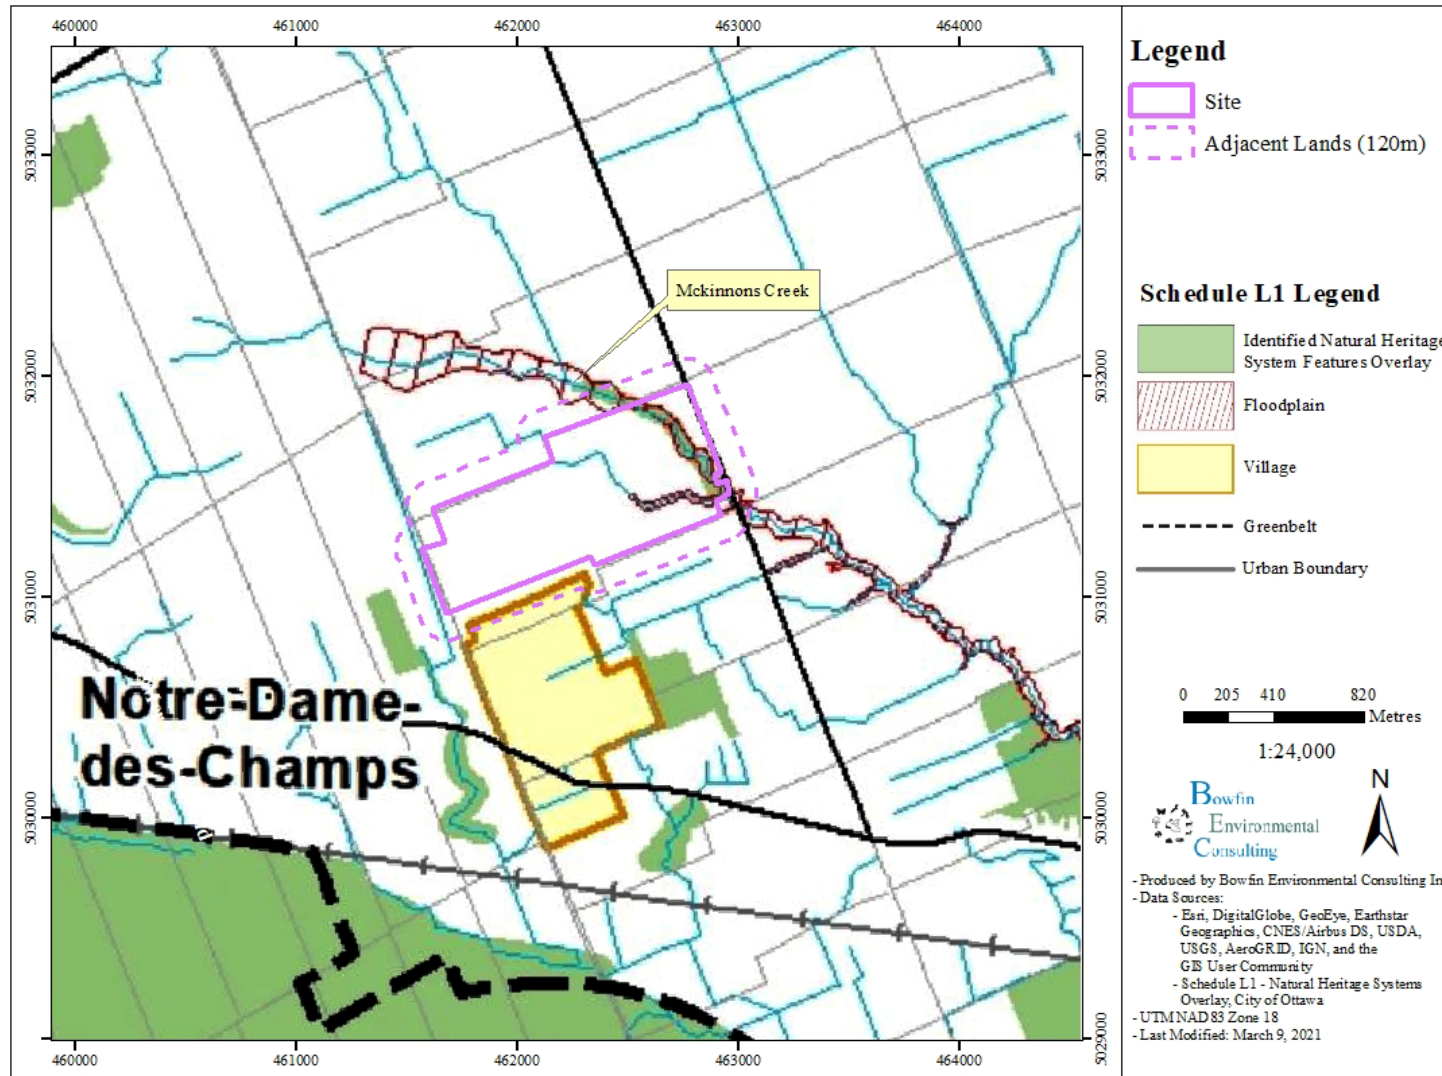 460000 461000 462000 463000 464000
5033000
5032000
5031000
5030000
5033000
5032000
5031000
5030000
5029000
Mckinnons Creek
Notre-Dame-
des-Champs
460000 461000 462000 463000 464000
Legend
Site
Adjacent Lands (120m)
Schedule L1 Legend
Identified Natural Heritage
System Features Overlay
Floodplain
Village
Greenbelt
Urban Boundary
0 205 410 820
Metres
1:24,000
N
Bowfin
Environmental
Consulting
- Produced by Bowfin Environmental Consulting In
- Data Sources:
- Esri, DigitalGlobe, GeoEye, Earthstar
Geographics, CNES/Airbus DS, USDA,
USGS, AeroGRID, IGN, and the
GIS User Community
- Schedule L1 - Natural Heritage Systems
Overlay, City of Ottawa
- UTM NAD83 Zone 18
- Last Modified: March 9, 2021